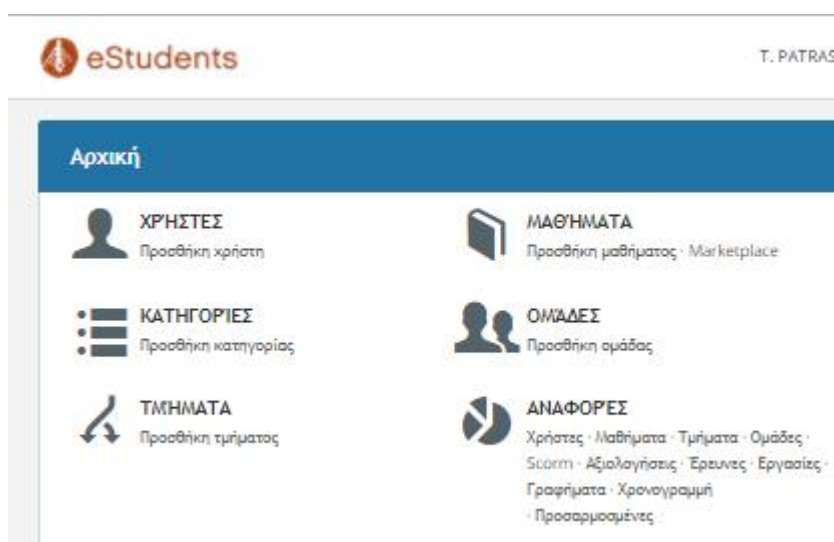 eStudents
T. PATRAS
Αρχική
ΧΡΉΣΤΕΣ
Προσθήκη χρήστη
ΜΑΘΉΜΑΤΑ
Προσθήκη μαθήματος · Marketplace
ΚΑΤΗΓΟΡΊΕΣ
Προσθήκη κατηγορίας
ΟΜΆΔΕΣ
Προσθήκη ομάδας
ΤΜΉΜΑΤΑ
Προσθήκη τμήματος
ΑΝΑΦΟΡΈΣ
Χρήστες · Μαθήματα · Τμήματα · Ομάδες ·
Scorm · Αξιολογήσεις · Έρευνες · Εργασίες ·
Γραφήματα · Χρονογραμμή
· Προσαρμοσμένες